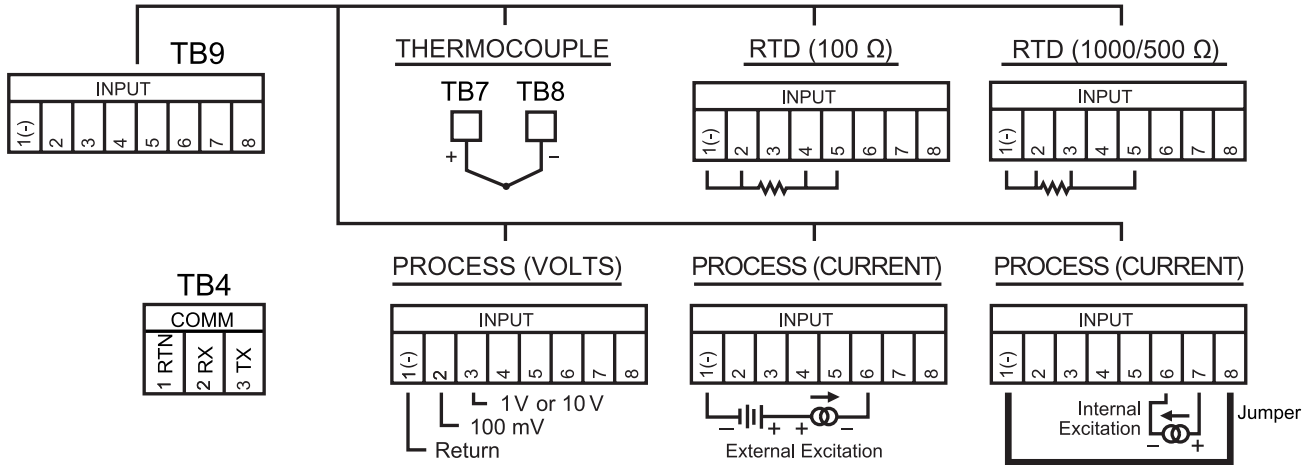 TB9
INPUT
1(-) 2 3 4 5 6 7 8
THERMOCOUPLE
TB7 TB8
+ −
RTD (100 Ω)
INPUT
1(-) 2 3 4 5 6 7 8
RTD (1000/500 Ω)
INPUT
1(-) 2 3 4 5 6 7 8
TB4
COMM
1 RTN
2 RX
3 TX
PROCESS (VOLTS)
INPUT
1(-) 2 3 4 5 6 7 8
1V or 10 V
100 mV
Return
PROCESS (CURRENT)
INPUT
1(-) 2 3 4 5 6 7 8
− + + −
External Excitation
PROCESS (CURRENT)
INPUT
1(-) 2 3 4 5 6 7 8
Internal
Excitation
− +
Jumper